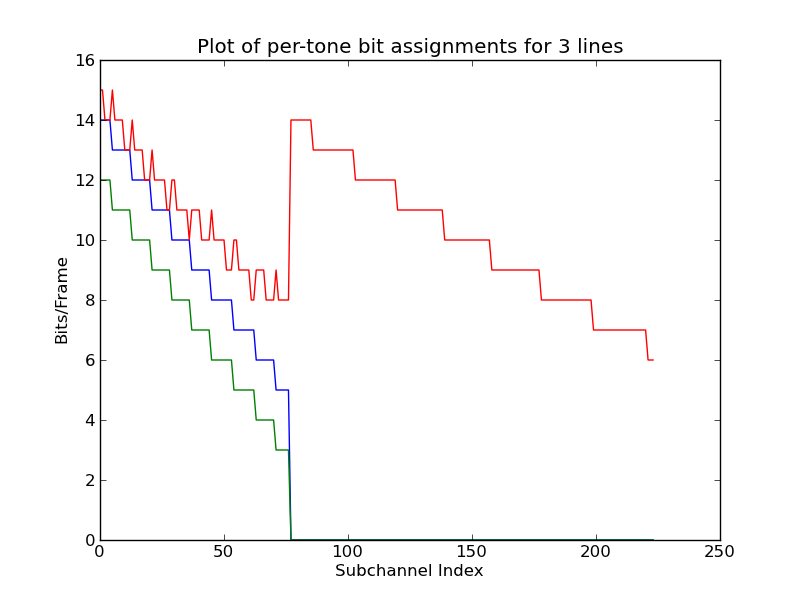 Plot of per-tone bit assignments for 3 lines
Bits/Frame
16
14
12
10
8
6
4
2
0
0 50 100 150 200 250
Subchannel Index